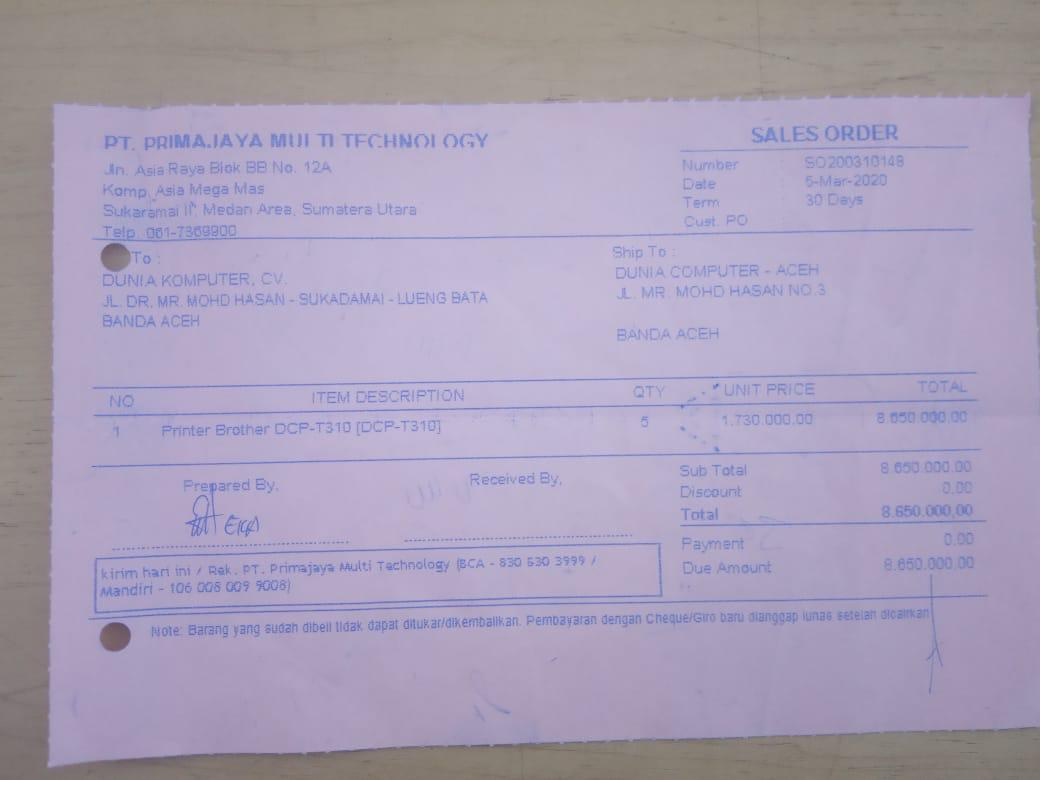 PT. PRIMAJAYA MULTI TECHNOLOGY
Jln. Asia Raya Blok BB No. 12A
Komp. Asia Mega Mas
Sukaramai II, Medan Area, Sumatera Utara
Telp. 061-7369900
SALES ORDER
Number : SO200310148
Date : 5-Mar-2020
Term : 30 Days
Cust. PO :
To :
DUNIA KOMPUTER, CV.
JL. DR. MR. MOHD HASAN - SUKADAMAI - LUENG BATA
BANDA ACEH
Ship To :
DUNIA COMPUTER - ACEH
JL. MR. MOHD HASAN NO.3
BANDA ACEH
NO ITEM DESCRIPTION QTY UNIT PRICE TOTAL
1 Printer Brother DCP-T310 [DCP-T310] 5 1.730.000,00 8.650.000,00
Sub Total 8.650.000,00
Discount 0,00
Total 8.650.000,00
Payment 0.00
Due Amount 8.650.000,00
Prepared By, Received By,
kirim hari ini / Rek. PT. Primajaya Multi Technology (BCA - 830 530 3999 /
Mandiri - 106 008 009 9008)
Note: Barang yang sudah dibeli tidak dapat ditukar/dikembalikan. Pembayaran dengan Cheque/Giro baru dianggap lunas setelah dicairkan